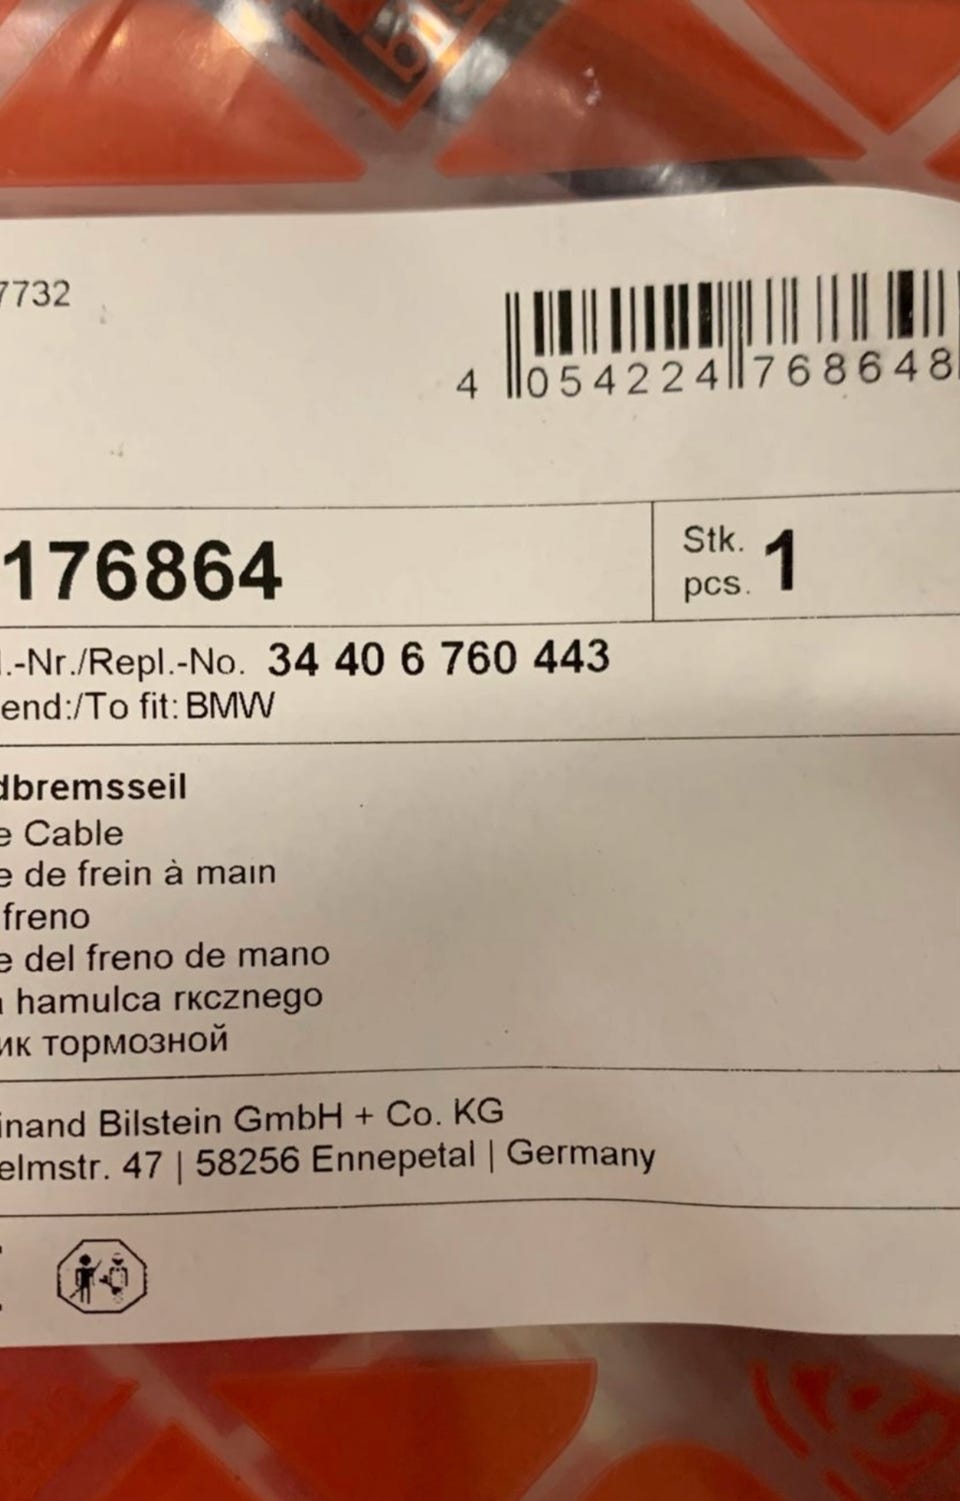 7732
4 054224 768648
176864
Stk. 1
pcs.
.-Nr./Repl.-No. 34 40 6 760 443
end:/To fit: BMW
dbremsseil
e Cable
e de frein à main
freno
e del freno de mano
hamulca rкcznego
ик тормозной
inand Bilstein GmbH + Co. KG
elmstr. 47 | 58256 Ennepetal | Germany